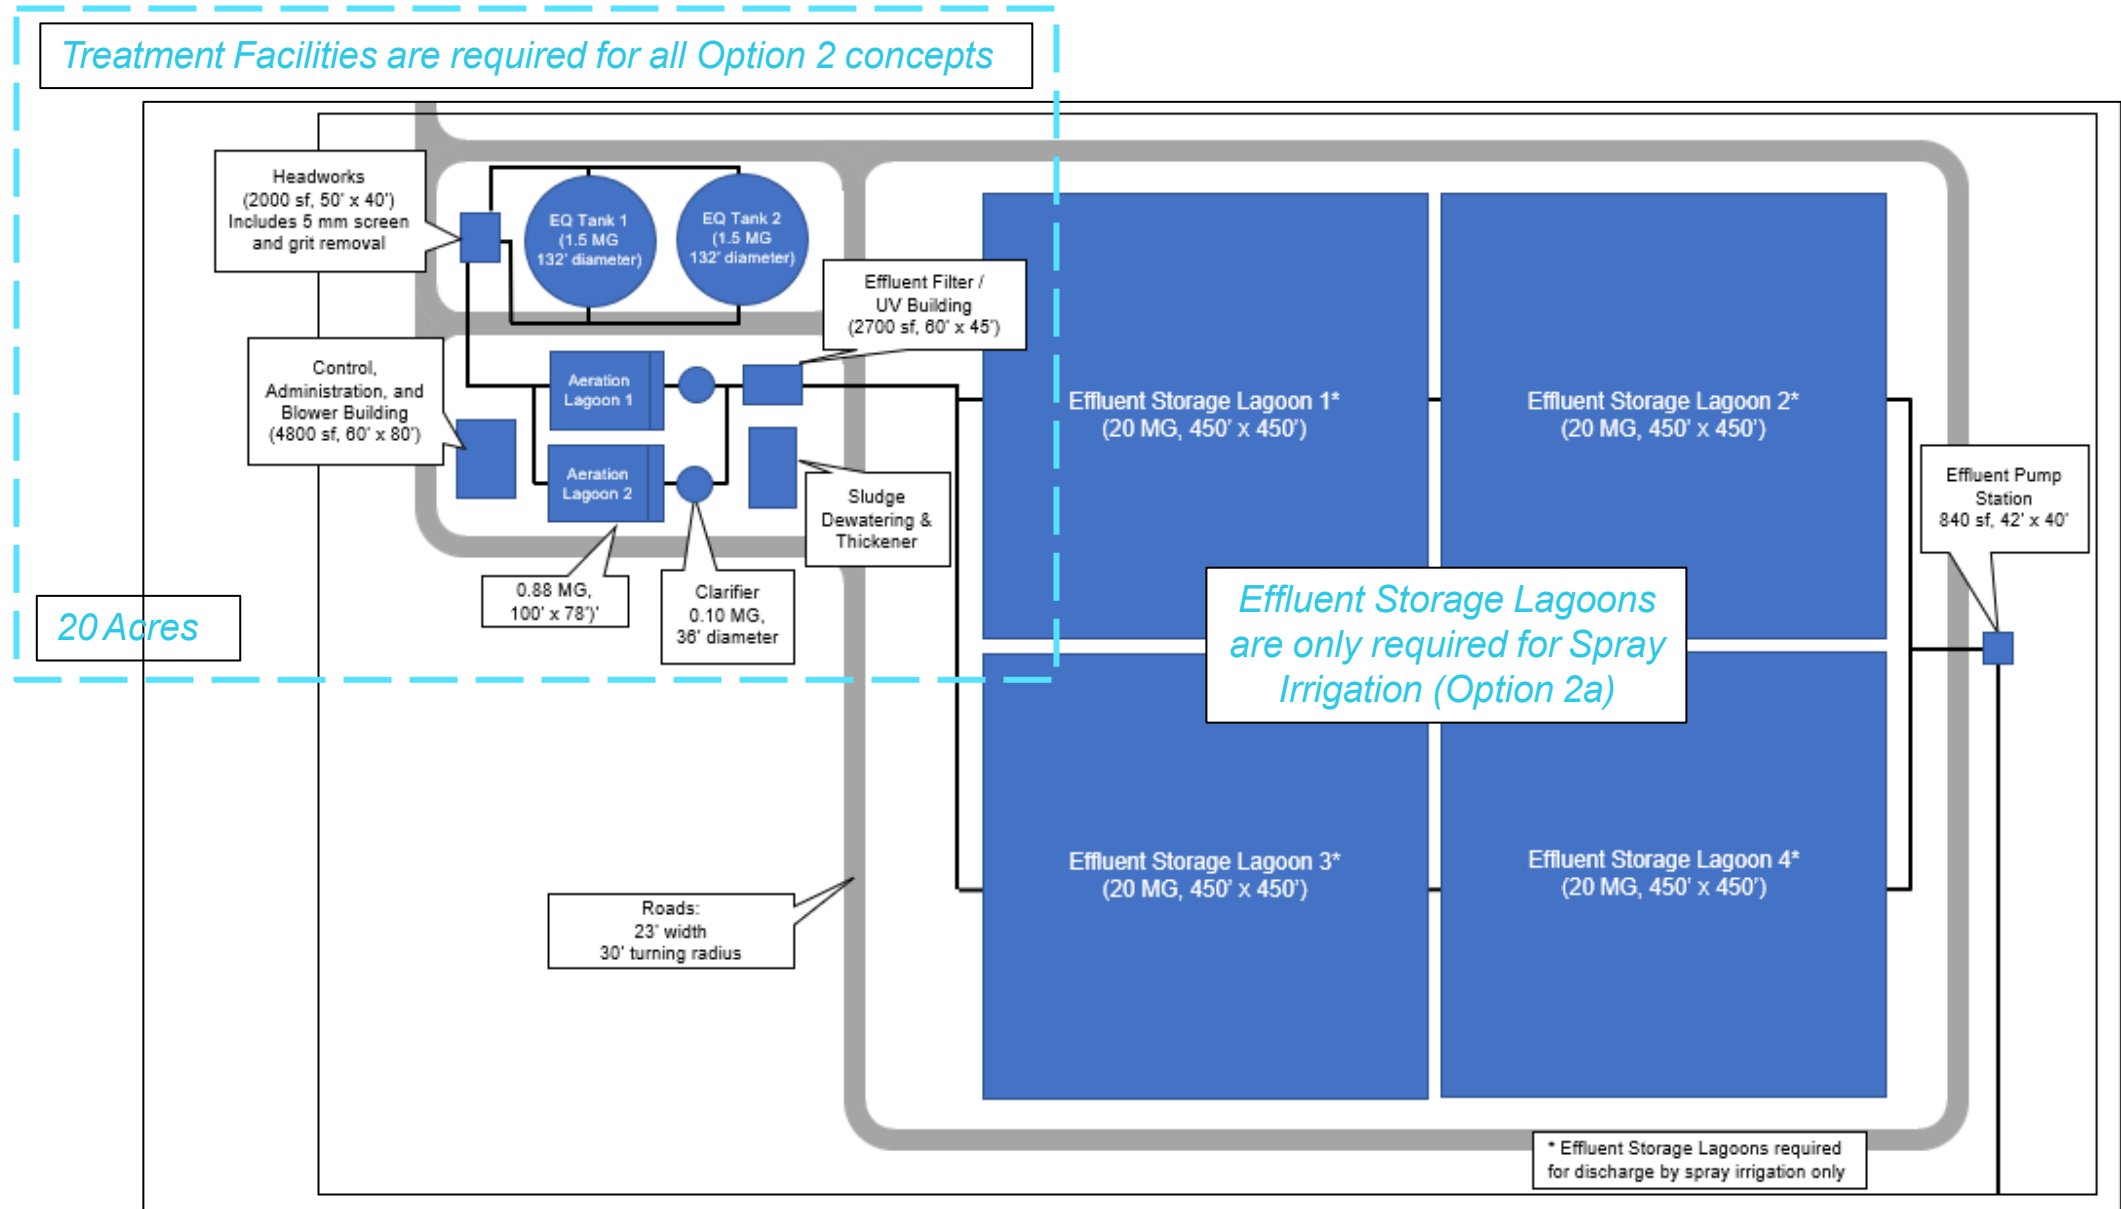 Treatment Facilities are required for all Option 2 concepts
Headworks
(2000 sf, 50' x 40')
Includes 5 mm screen
and grit removal
EQ Tank 1
(1.5 MG
132' diameter)
EQ Tank 2
(1.5 MG
132' diameter)
Effluent Filter /
UV Building
(2700 sf, 60' x 45')
Control,
Administration, and
Blower Building
(4800 sf, 60' x 80')
Aeration
Lagoon 1
Aeration
Lagoon 2
Sludge
Dewatering &
Thickener
0.88 MG,
100' x 78')'
Clarifier
0.10 MG,
36' diameter
20 Acres
Effluent Storage Lagoon 1*
(20 MG, 450' x 450')
Effluent Storage Lagoon 2*
(20 MG, 450' x 450')
Effluent Pump
Station
840 sf, 42' x 40'
Effluent Storage Lagoons
are only required for Spray
Irrigation (Option 2a)
Effluent Storage Lagoon 3*
(20 MG, 450' x 450')
Effluent Storage Lagoon 4*
(20 MG, 450' x 450')
Roads:
23' width
30' turning radius
* Effluent Storage Lagoons required
for discharge by spray irrigation only